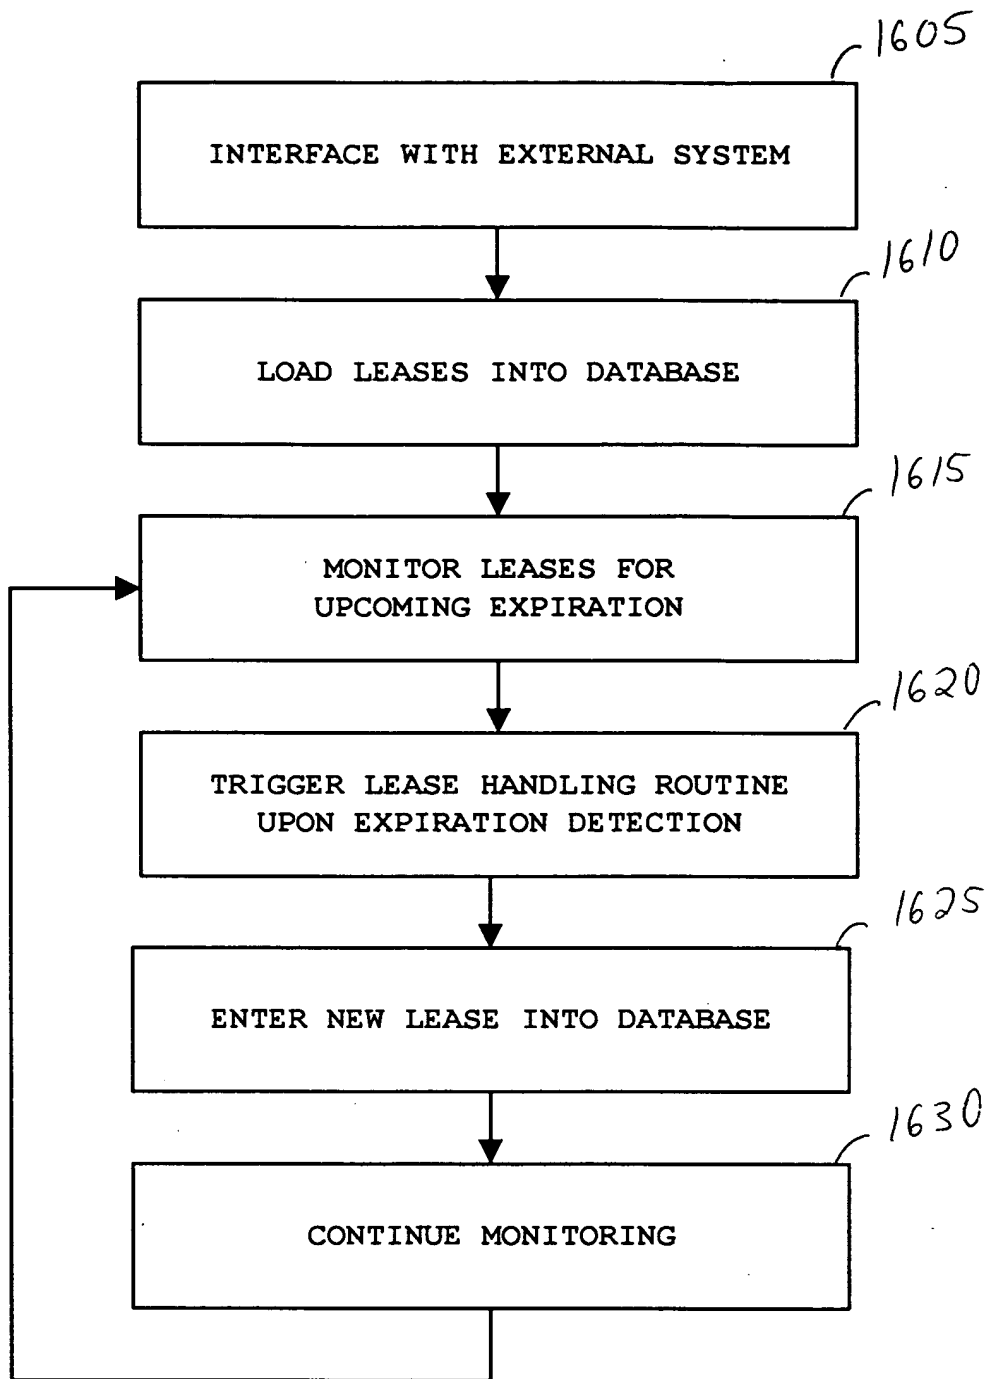 1605
INTERFACE WITH EXTERNAL SYSTEM
1610
LOAD LEASES INTO DATABASE
1615
MONITOR LEASES FOR
UPCOMING EXPIRATION
1620
TRIGGER LEASE HANDLING ROUTINE
UPON EXPIRATION DETECTION
1625
ENTER NEW LEASE INTO DATABASE
1630
CONTINUE MONITORING